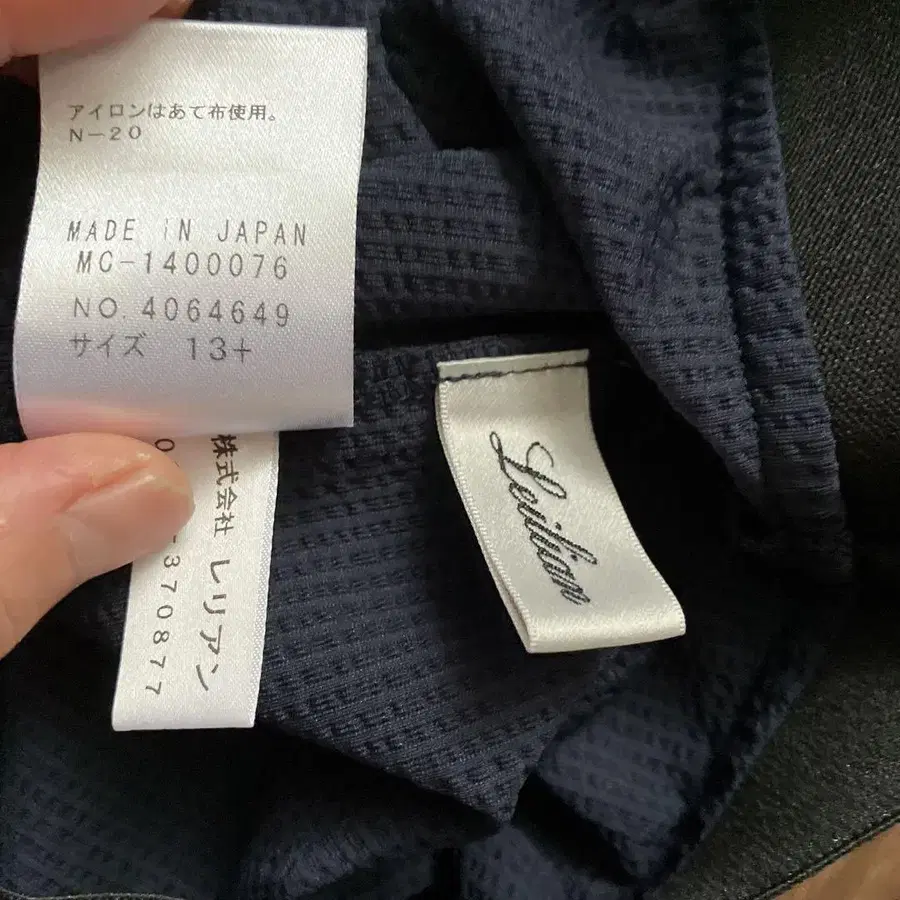 アイロンはあて布使用。
N-20
MADE IN JAPAN
MC-1400076
NO.4064649
サイズ 13+
株式会社 レリアン
-370877
Leilian